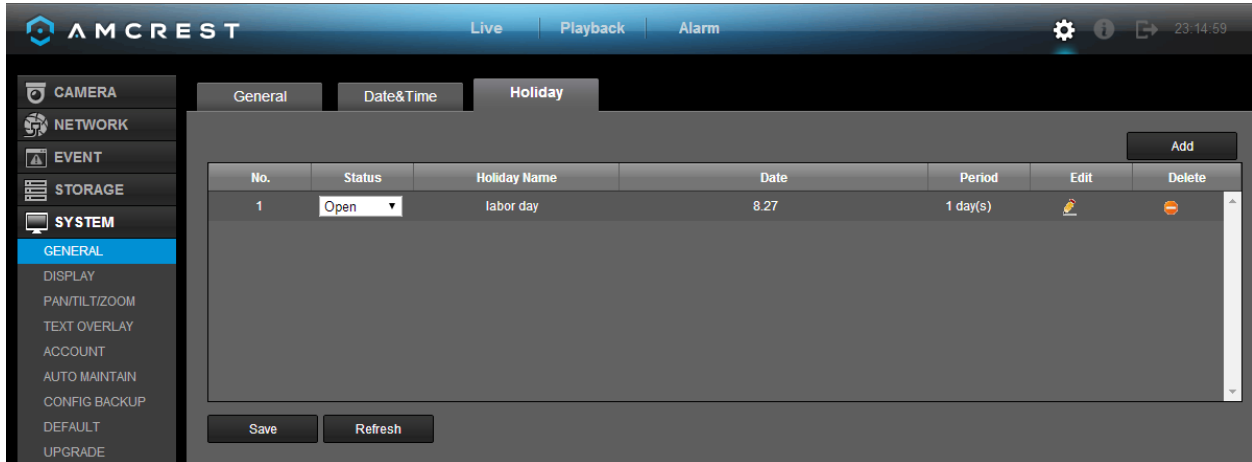 AMCREST Live Playback Alarm 23:14:59
CAMERA
NETWORK
EVENT
STORAGE
SYSTEM
GENERAL
DISPLAY
PAN/TILT/ZOOM
TEXT OVERLAY
ACCOUNT
AUTO MAINTAIN
CONFIG BACKUP
DEFAULT
UPGRADE
General Date&Time Holiday
Add
No. Status Holiday Name Date Period Edit Delete
1 Open labor day 8.27 1 day(s)
Save Refresh